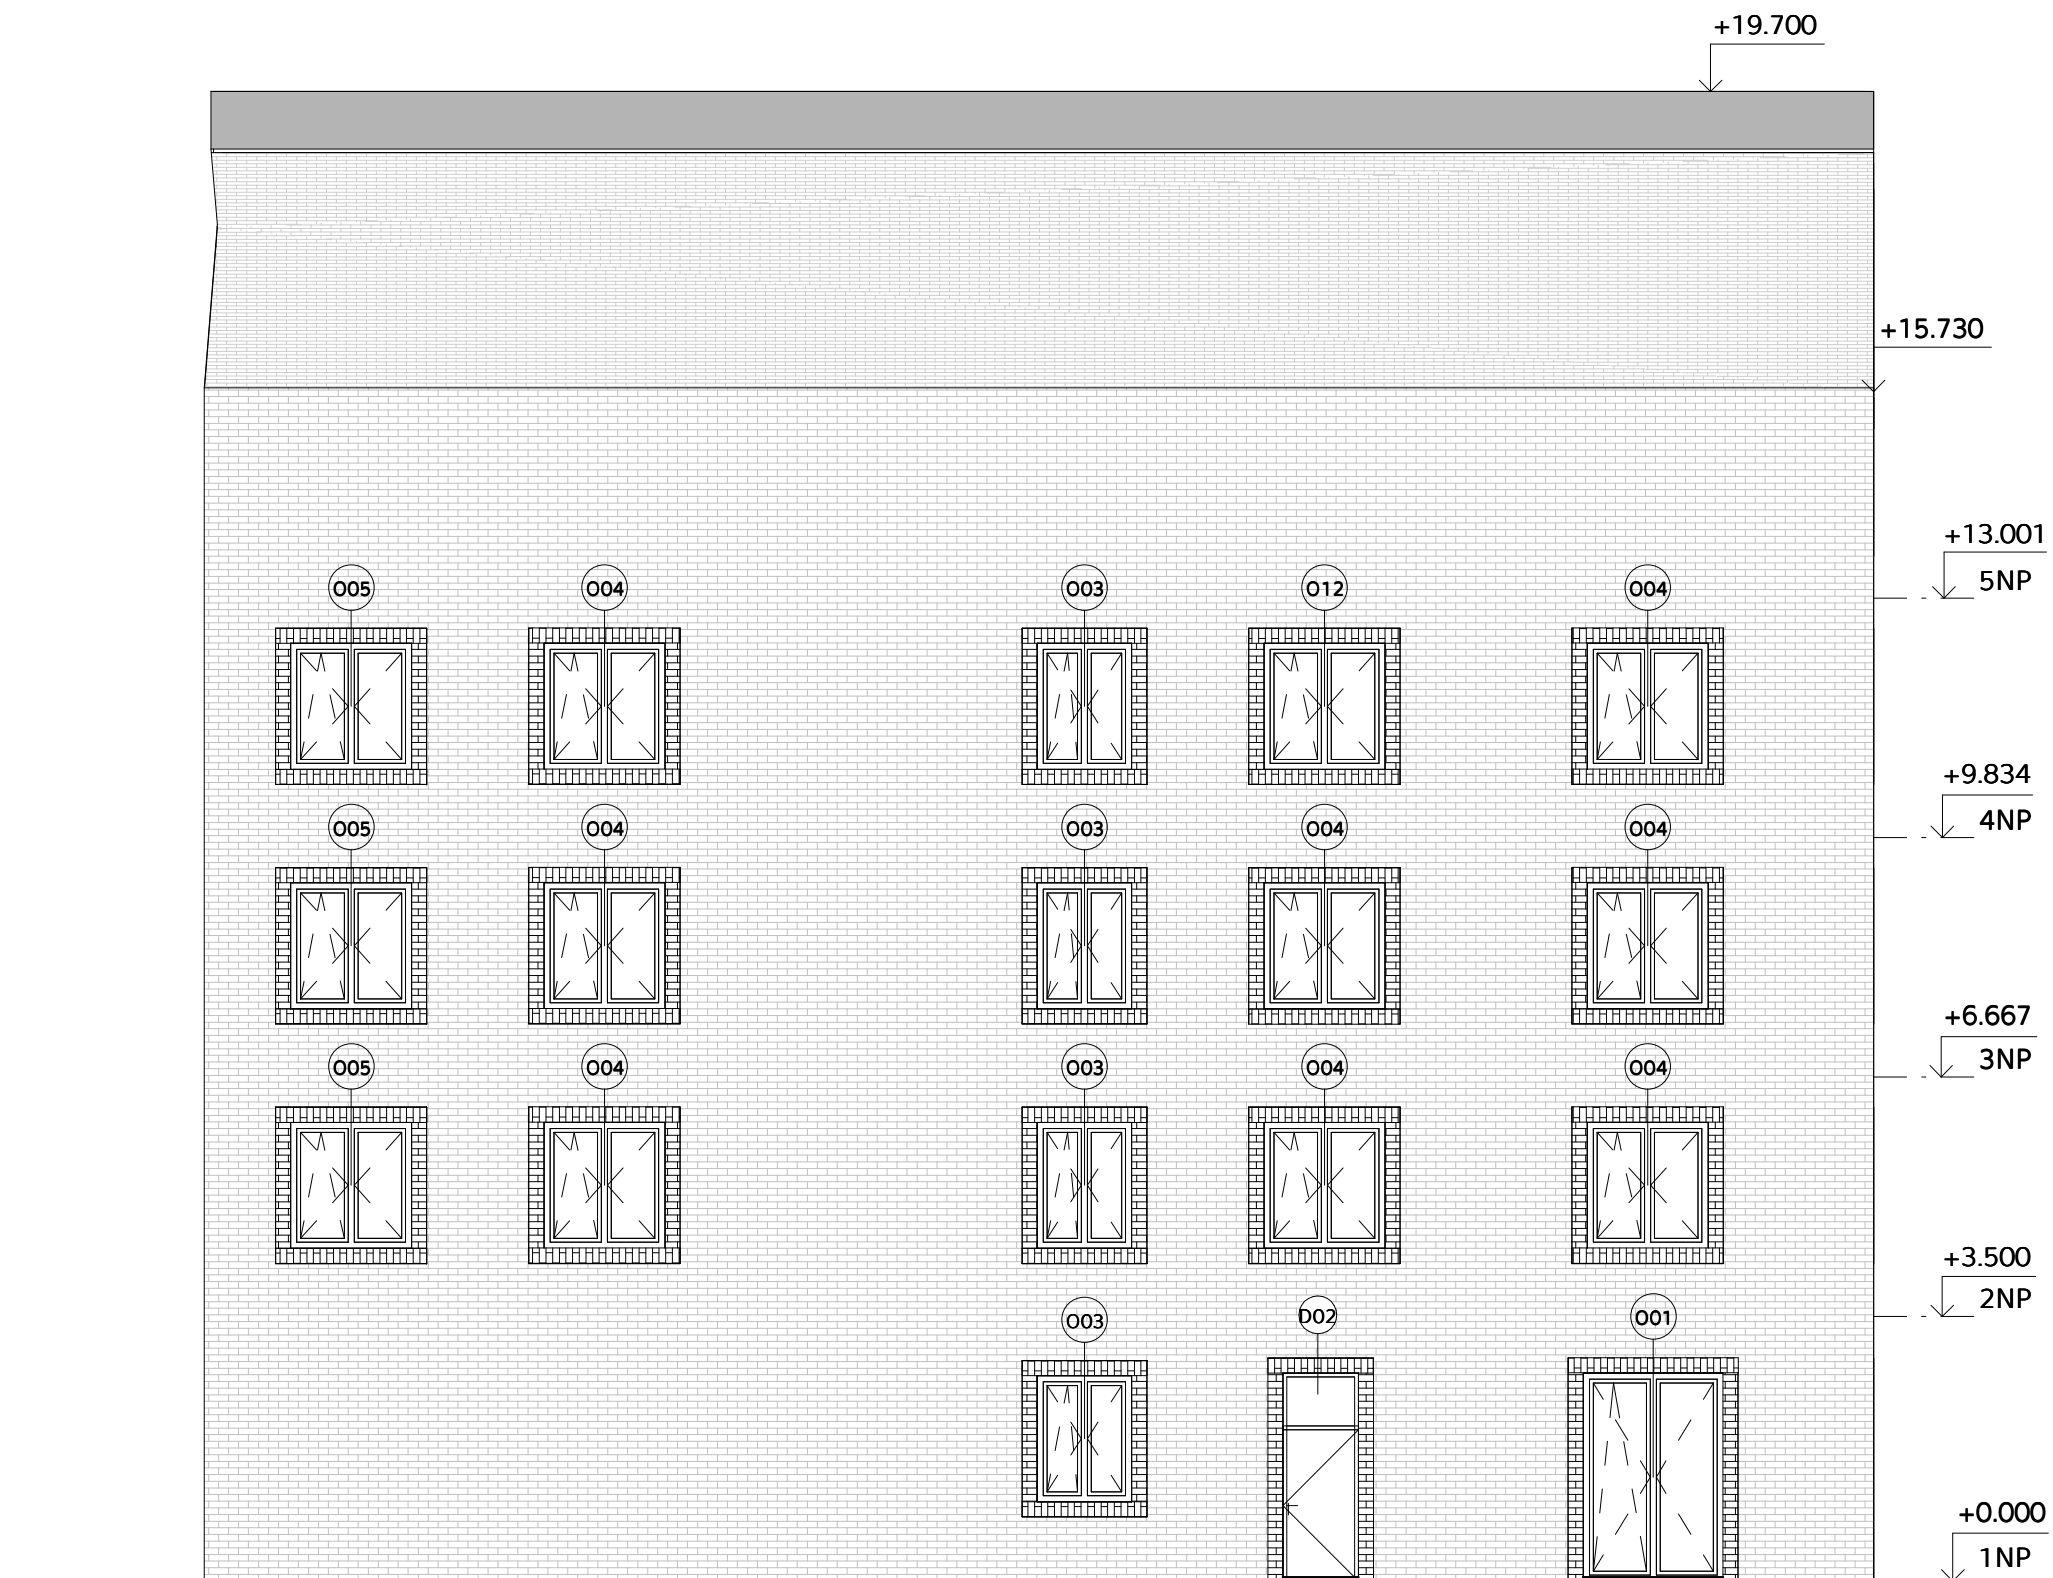 +19.700
+15.730
+13.001
5NP
O05 O04 O03 O12 O04
+9.834
4NP
O05 O04 O03 O04 O04
+6.667
3NP
O05 O04 O03 O04 O04
+3.500
2NP
O03 D02 O01
+0.000
1NP